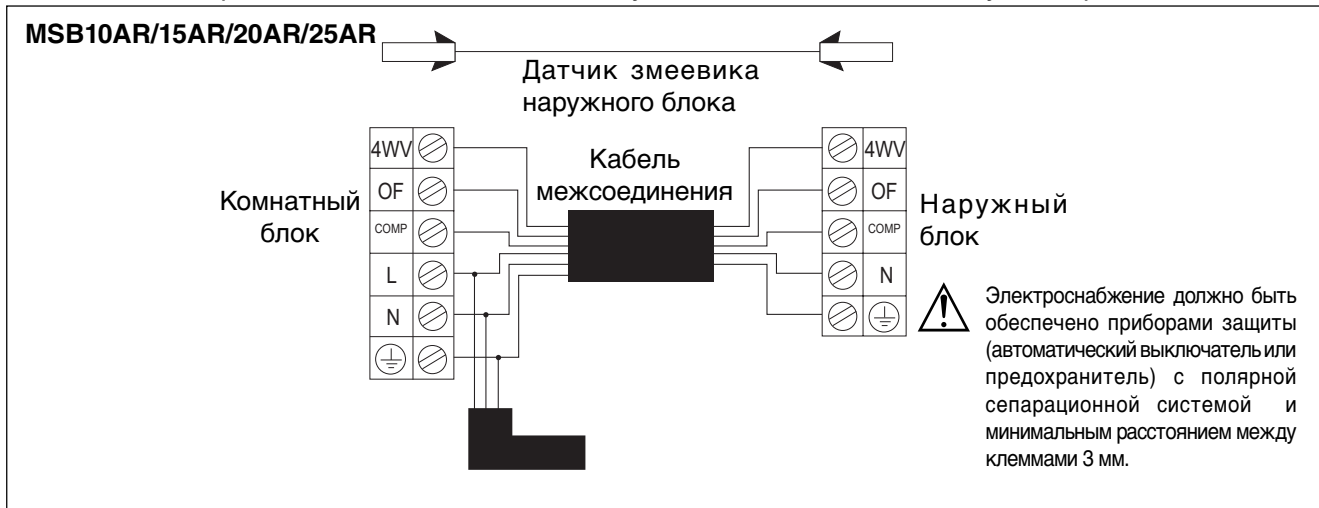 MSB10AR/15AR/20AR/25AR
Датчик змеевика
наружного блока
Комнатный
блок
4WV
OF
COMP
L
N
Кабель
межсоединения
4WV
OF
COMP
N
Наружный
блок
Электроснабжение должно быть
обеспечено приборами защиты
(автоматический выключатель или
предохранитель) с полярной
сепарационной системой и
минимальным расстоянием между
клеммами 3 мм.